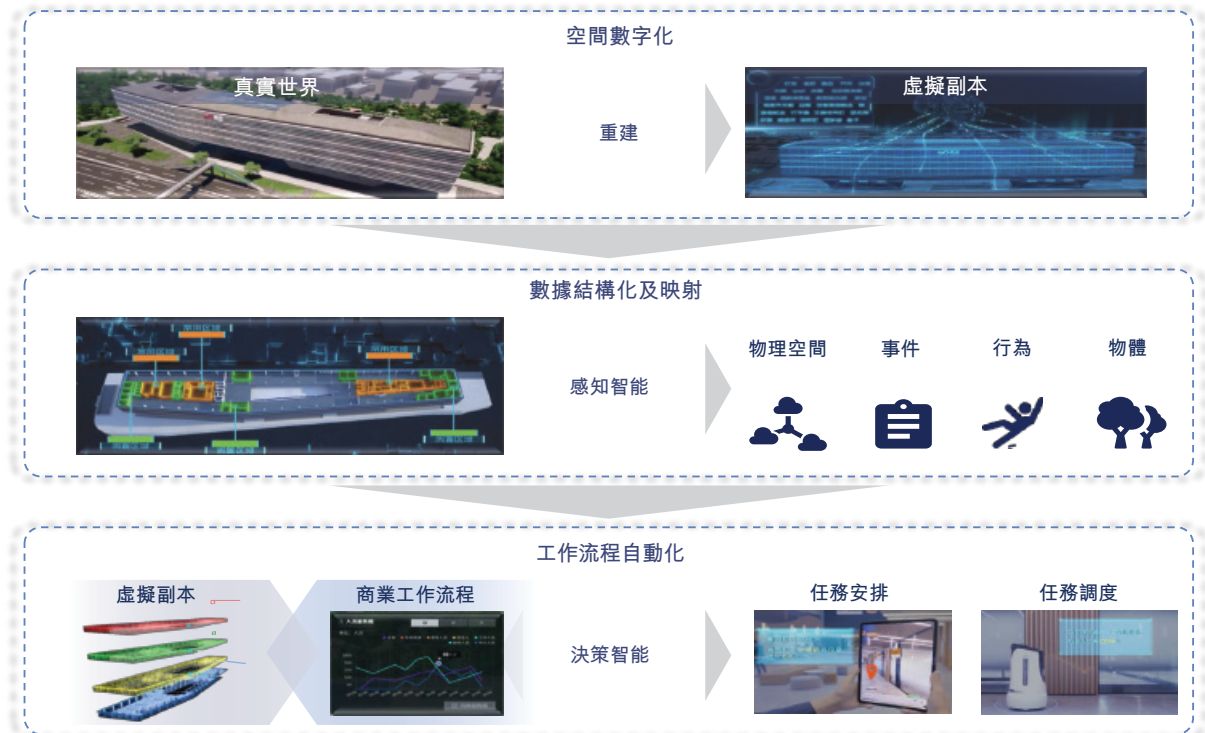 空間數字化
真實世界
重建
虛擬副本
數據結構化及映射
感知智能
物理空間
事件
行為
物體
工作流程自動化
虛擬副本
商業工作流程
決策智能
任務安排
任務調度